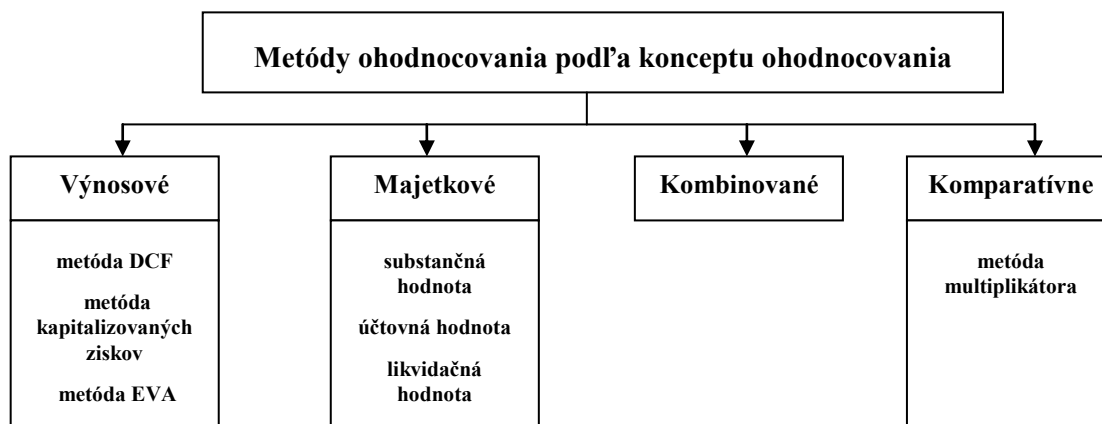 Metódy ohodnocovania podľa konceptu ohodnocovania
Výnosové
metóda DCF
metóda
kapitalizovaných
ziskov
metóda EVA
Majetkové
substančná
hodnota
účtovná hodnota
likvidačná
hodnota
Kombinované
Komparatívne
metóda
multiplikátora